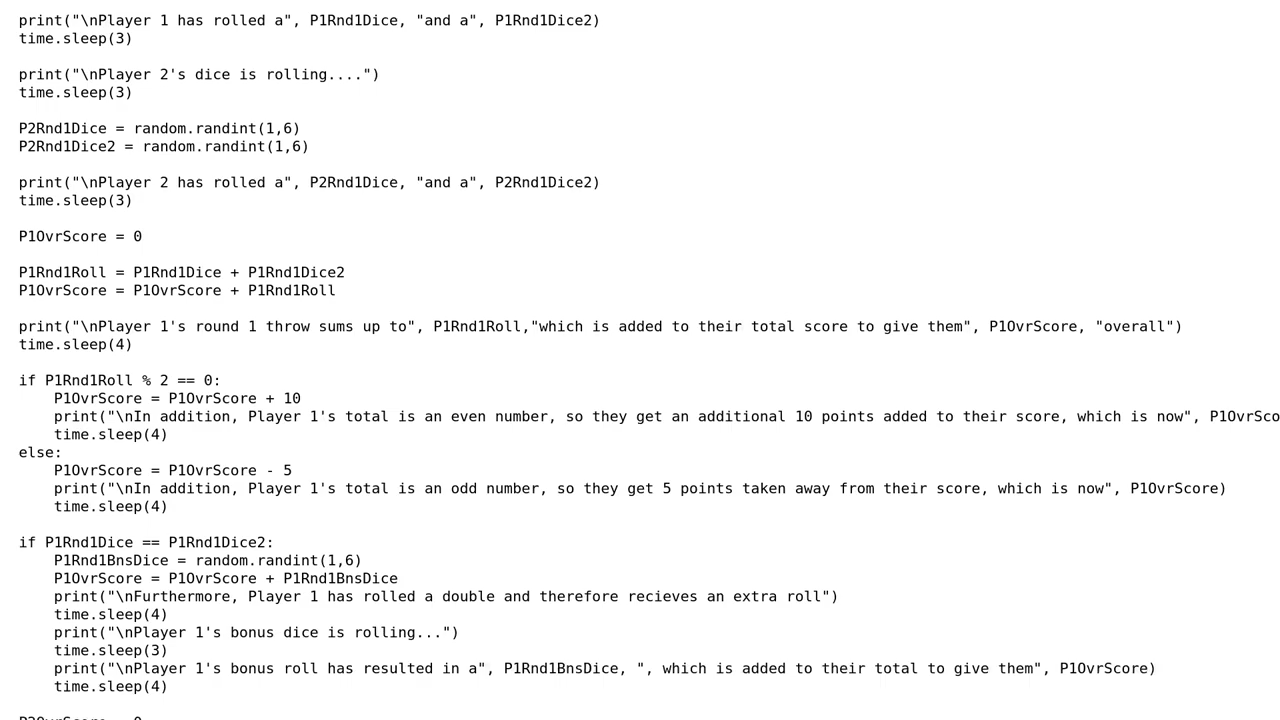 print("\nPlayer 1 has rolled a", P1Rnd1Dice, "and a", P1Rnd1Dice2)
time.sleep(3)
print("\nPlayer 2's dice is rolling....")
time.sleep(3)
P2Rnd1Dice = random.randint(1,6)
P2Rnd1Dice2 = random.randint(1,6)
print("\nPlayer 2 has rolled a", P2Rnd1Dice, "and a", P2Rnd1Dice2)
time.sleep(3)
P1OvrScore = 0
P1Rnd1Roll = P1Rnd1Dice + P1Rnd1Dice2
P1OvrScore = P1OvrScore + P1Rnd1Roll
print("\nPlayer 1's round 1 throw sums up to", P1Rnd1Roll,"which is added to their total score to give them", P1OvrScore, "overall")
time.sleep(4)
if P1Rnd1Roll % 2 == 0:
    P1OvrScore = P1OvrScore + 10
    print("\nIn addition, Player 1's total is an even number, so they get an additional 10 points added to their score, which is now", P1OvrSco
    time.sleep(4)
else:
    P1OvrScore = P1OvrScore - 5
    print("\nIn addition, Player 1's total is an odd number, so they get 5 points taken away from their score, which is now", P1OvrScore)
    time.sleep(4)
if P1Rnd1Dice == P1Rnd1Dice2:
    P1Rnd1BnsDice = random.randint(1,6)
    P1OvrScore = P1OvrScore + P1Rnd1BnsDice
    print("\nFurthermore, Player 1 has rolled a double and therefore recieves an extra roll")
    time.sleep(4)
    print("\nPlayer 1's bonus dice is rolling...")
    time.sleep(3)
    print("\nPlayer 1's bonus roll has resulted in a", P1Rnd1BnsDice, ", which is added to their total to give them", P1OvrScore)
    time.sleep(4)